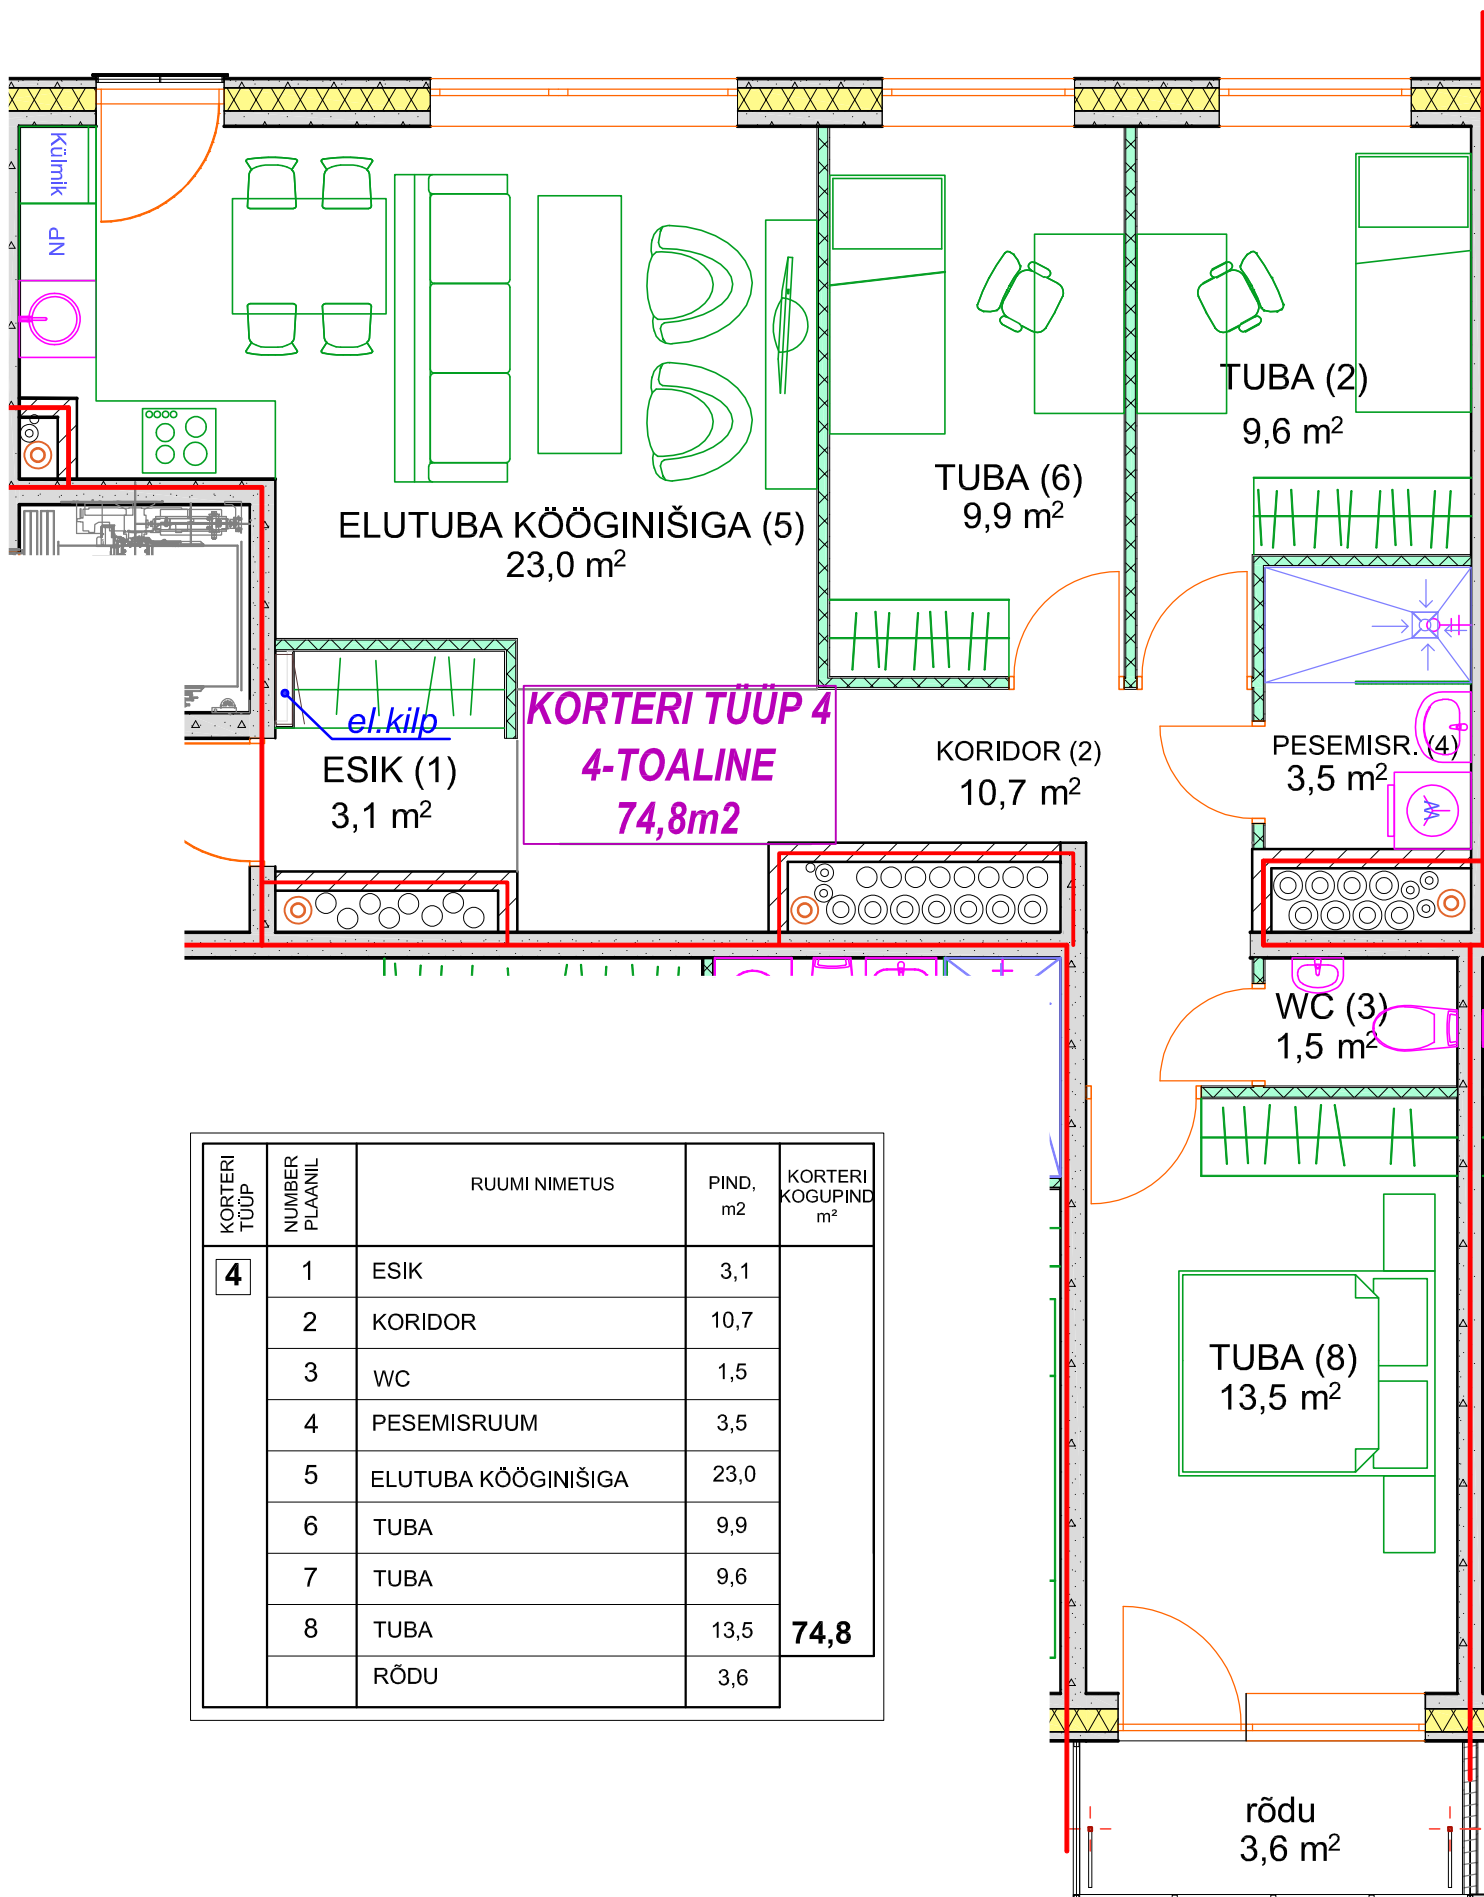 Külmik
NP
TUBA (2)
9,6 m²
TUBA (6)
9,9 m²
ELUTUBA KÖÖGINIŠIGA (5)
23,0 m²
el.kilp
KORTERI TÜÜP 4
4-TOALINE
74,8m2
ESIK (1)
3,1 m²
KORIDOR (2)
10,7 m²
PESEMISR. (4)
3,5 m²
WC (3)
1,5 m²
KORTERI TÜÜP
NUMBER PLAANIL
RUUMI NIMETUS
PIND, m2
KORTERI KOGUPIND m²
4
1 ESIK 3,1
2 KORIDOR 10,7
3 WC 1,5
4 PESEMISRUUM 3,5
5 ELUTUBA KÖÖGINIŠIGA 23,0
6 TUBA 9,9
7 TUBA 9,6
8 TUBA 13,5 74,8
RÕDU 3,6
TUBA (8)
13,5 m²
rõdu
3,6 m²